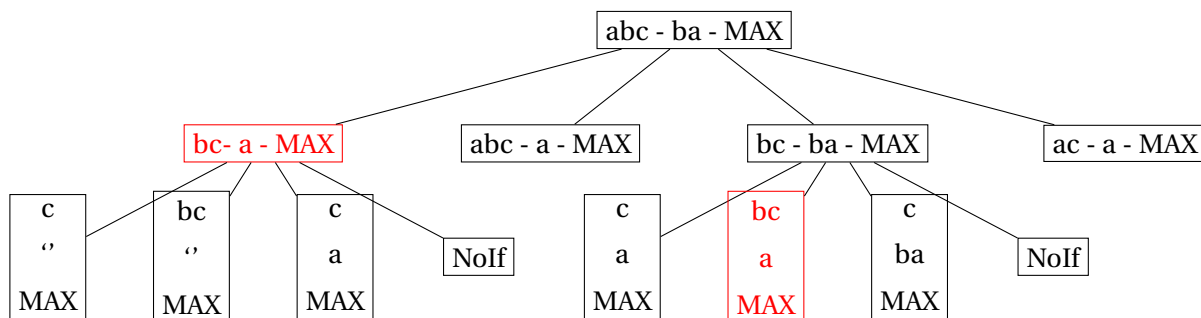 abc - ba - MAX
bc- a - MAX
abc - a - MAX
bc - ba - MAX
ac - a - MAX
c
‘’
MAX
bc
‘’
MAX
c
a
MAX
NoIf
c
a
MAX
bc
a
MAX
c
ba
MAX
NoIf